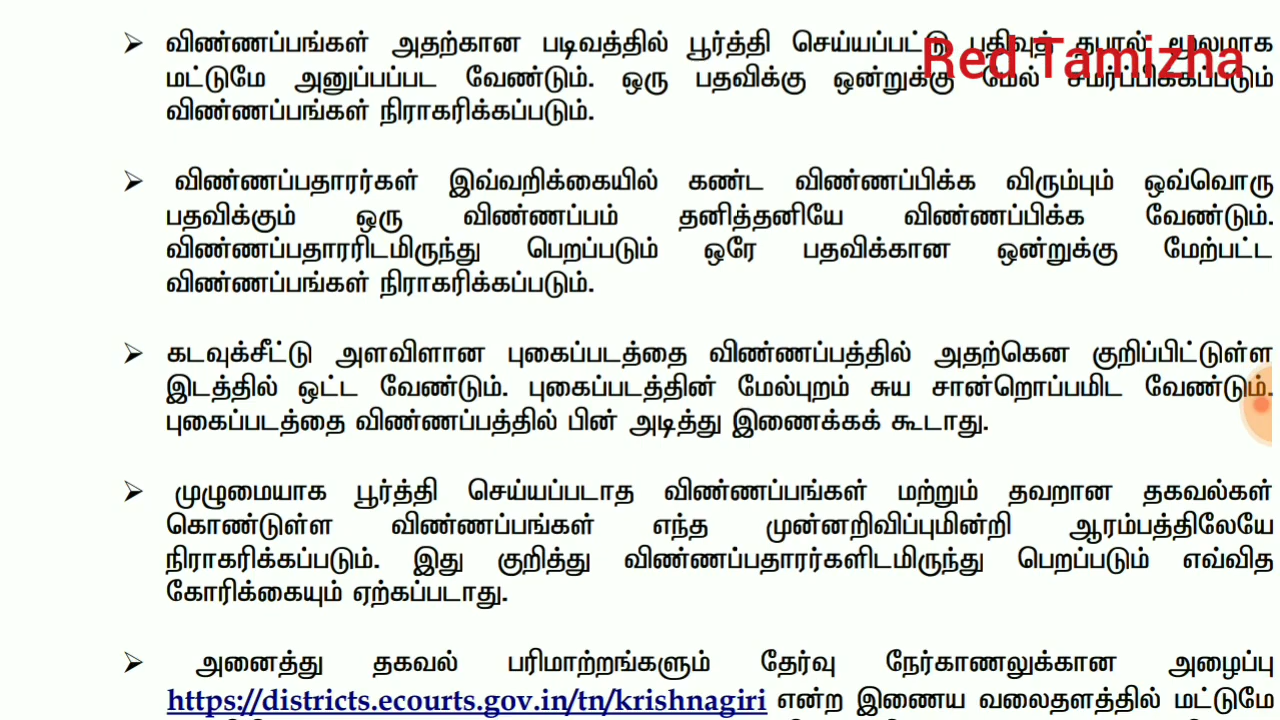 ➢ விண்ணப்பங்கள் அதற்கான படிவத்தில் பூர்த்தி செய்யப்பட்டு பதிவுத் தபால் மூலமாக
Red Tamizha
மட்டுமே அனுப்பப்பட வேண்டும். ஒரு பதவிக்கு ஒன்றுக்கு மேல் சமர்ப்பிக்கப்படும்
விண்ணப்பங்கள் நிராகரிக்கப்படும்.
➢ விண்ணப்பதாரர்கள் இவ்வறிக்கையில் கண்ட விண்ணப்பிக்க விரும்பும் ஒவ்வொரு
பதவிக்கும் ஒரு விண்ணப்பம் தனித்தனியே விண்ணப்பிக்க வேண்டும்.
விண்ணப்பதாரரிடமிருந்து பெறப்படும் ஒரே பதவிக்கான ஒன்றுக்கு மேற்பட்ட
விண்ணப்பங்கள் நிராகரிக்கப்படும்.
➢ கடவுக்சீட்டு அளவிளான புகைப்படத்தை விண்ணப்பத்தில் அதற்கென குறிப்பிட்டுள்ள
இடத்தில் ஒட்ட வேண்டும். புகைப்படத்தின் மேல்புறம் சுய சான்றொப்பமிட வேண்டும்.
புகைப்படத்தை விண்ணப்பத்தில் பின் அடித்து இணைக்கக் கூடாது.
➢ முழுமையாக பூர்த்தி செய்யப்படாத விண்ணப்பங்கள் மற்றும் தவறான தகவல்கள்
கொண்டுள்ள விண்ணப்பங்கள் எந்த முன்னறிவிப்புமின்றி ஆரம்பத்திலேயே
நிராகரிக்கப்படும். இது குறித்து விண்ணப்பதாரர்களிடமிருந்து பெறப்படும் எவ்வித
கோரிக்கையும் ஏற்கப்படாது.
➢ அனைத்து தகவல் பரிமாற்றங்களும் தேர்வு நேர்காணலுக்கான அழைப்பு
https://districts.ecourts.gov.in/tn/krishnagiri என்ற இணைய வலைதளத்தில் மட்டுமே